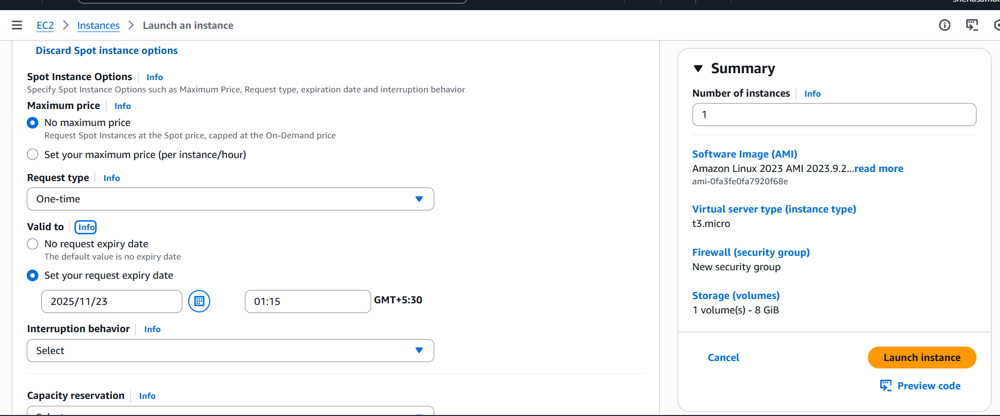 EC2 Instances Launch an instance
Discard Spot instance options
Spot Instance Options Info
Specify Spot Instance Options such as Maximum Price, Request type, expiration date and interruption behavior
Maximum price Info
No maximum price
Request Spot Instances at the Spot price, capped at the On-Demand price
Set your maximum price (per instance/hour)
Request type Info
One-time
Valid to Info
No request expiry date
The default value is no expiry date
Set your request expiry date
2025/11/23 01:15 GMT+5:30
Interruption behavior Info
Select
Capacity reservation Info
Summary
Number of instances Info
1
Software Image (AMI)
Amazon Linux 2023 AMI 2023.9.2...read more
ami-0fa3fe0fa7920f68e
Virtual server type (instance type)
t3.micro
Firewall (security group)
New security group
Storage (volumes)
1 volume(s) - 8 GiB
Cancel Launch instance
Preview code